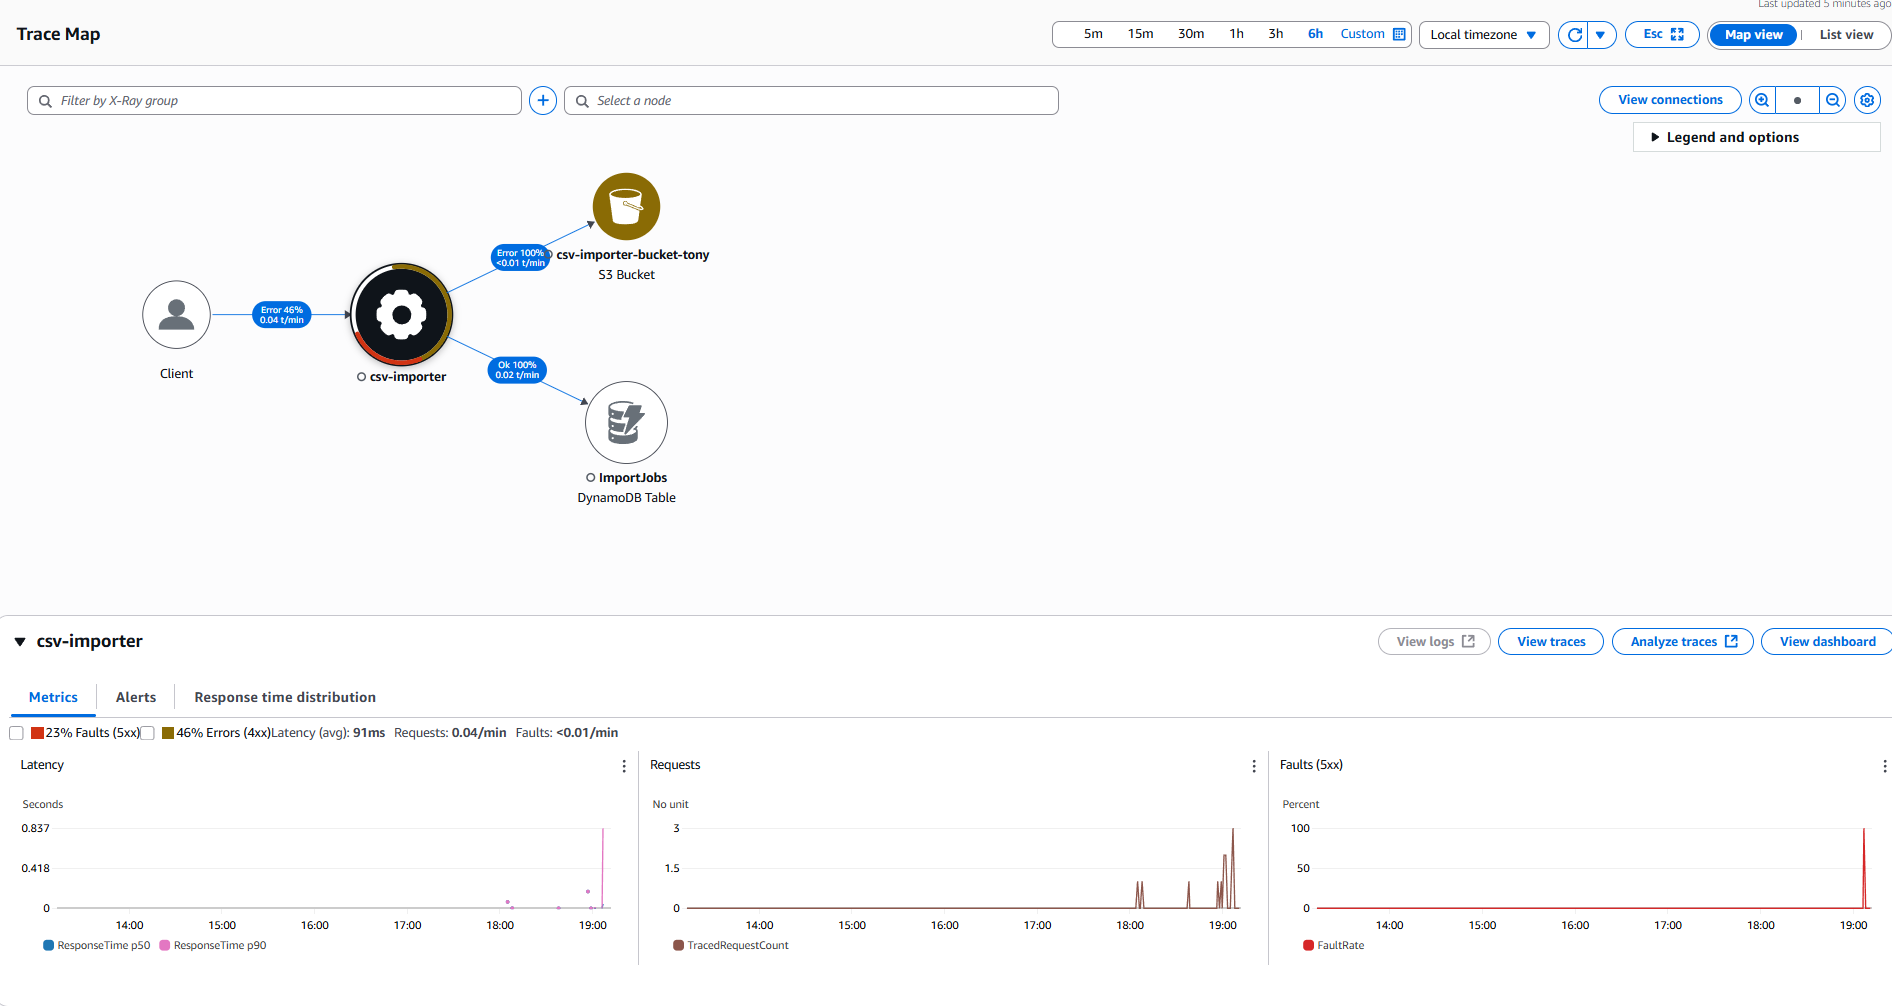 Last updated 5 minutes ago
Trace Map
5m 15m 30m 1h 3h 6h Custom
Local timezone
Esc
Map view
List view
Filter by X-Ray group
Select a node
View connections
Legend and options
Error 100%
<0.01 t/min
csv-importer-bucket-tony
S3 Bucket
Error 46%
0.04 t/min
Client
csv-importer
Ok 100%
0.02 t/min
ImportJobs
DynamoDB Table
csv-importer
View logs
View traces
Analyze traces
View dashboard
Metrics
Alerts
Response time distribution
23% Faults (5xx) 46% Errors (4xx) Latency (avg): 91ms Requests: 0.04/min Faults: <0.01/min
Latency
Seconds
0.837
0.418
0
14:00 15:00 16:00 17:00 18:00 19:00
ResponseTime p50 ResponseTime p90
Requests
No unit
3
1.5
0
14:00 15:00 16:00 17:00 18:00 19:00
TracedRequestCount
Faults (5xx)
Percent
100
50
0
14:00 15:00 16:00 17:00 18:00 19:00
FaultRate